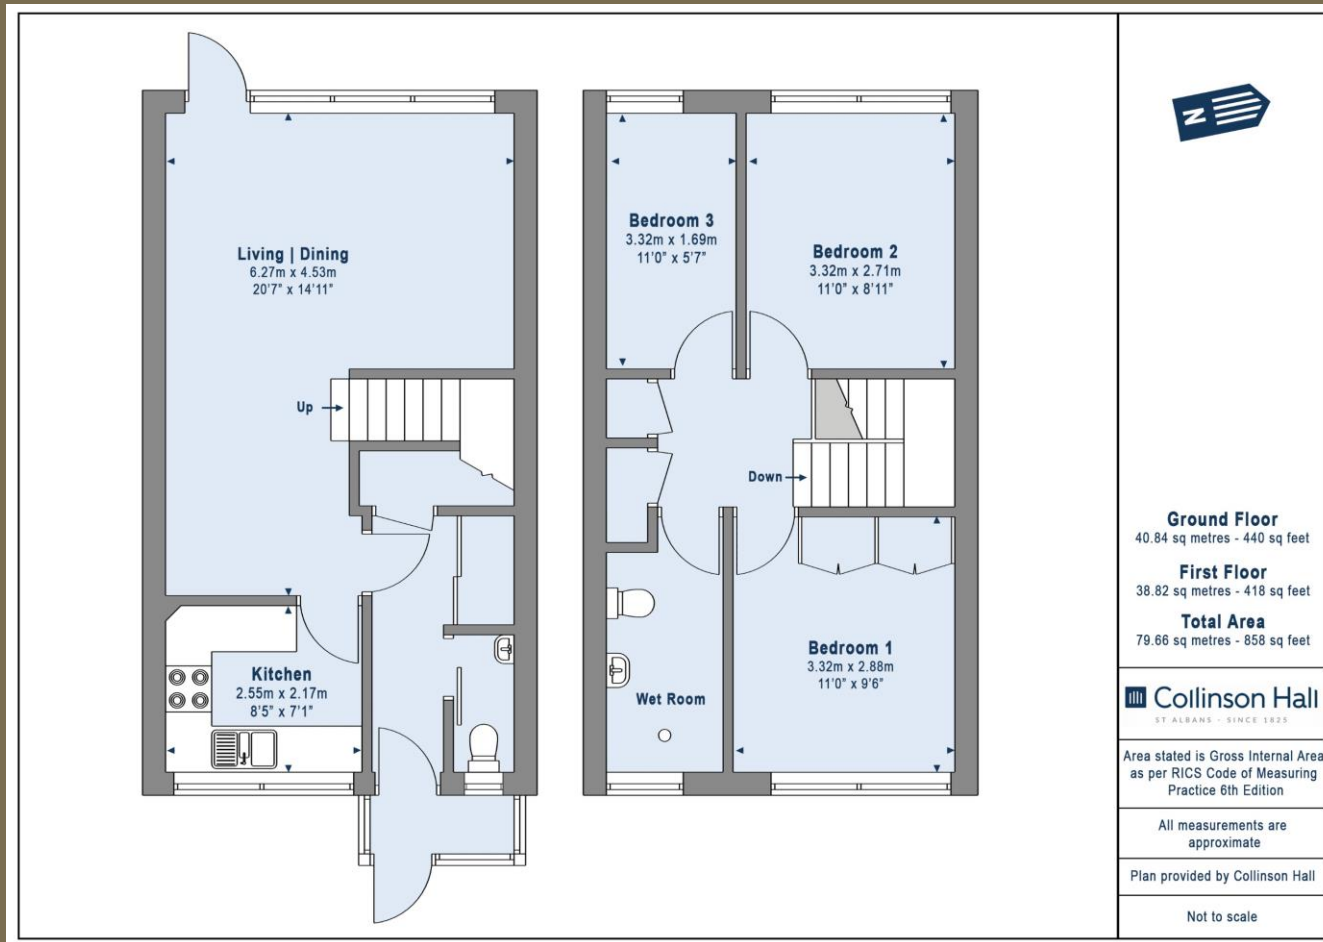 Living | Dining
6.27m x 4.53m
20'7" x 14'11"
Up
Kitchen
2.55m x 2.17m
8'5" x 7'1"
Bedroom 3
3.32m x 1.69m
11'0" x 5'7"
Bedroom 2
3.32m x 2.71m
11'0" x 8'11"
Down
Bedroom 1
3.32m x 2.88m
11'0" x 9'6"
Wet Room
N
Ground Floor
40.84 sq metres - 440 sq feet
First Floor
38.82 sq metres - 418 sq feet
Total Area
79.66 sq metres - 858 sq feet
Collinson Hall
ST ALBANS - SINCE 1825
Area stated is Gross Internal Area
as per RICS Code of Measuring
Practice 6th Edition
All measurements are
approximate
Plan provided by Collinson Hall
Not to scale